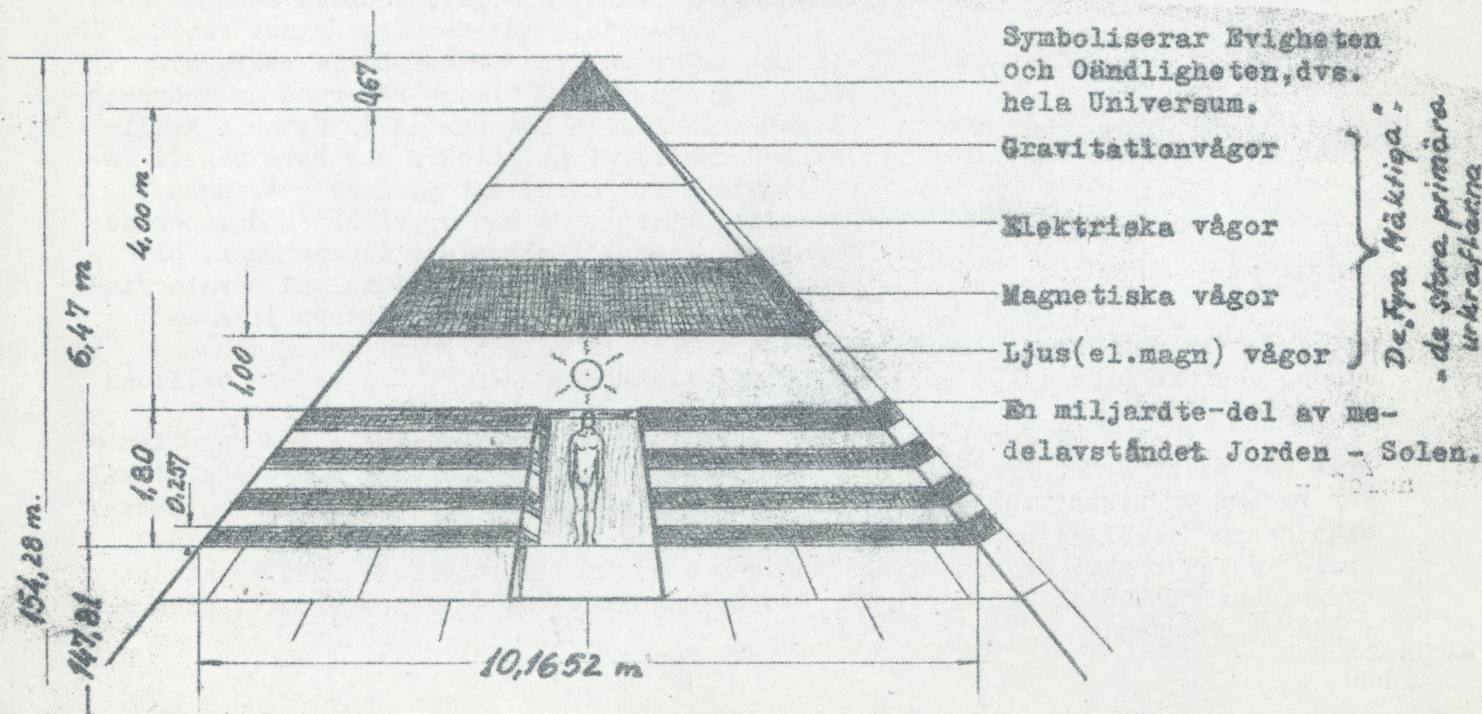 Symboliserar Evigheten
och Oändligheten,dvs.
hela Universum.
Gravitationvågor
Elektriska vågor
Magnetiska vågor
Ljus(el.magn) vågor
En miljardte-del av me-
delavståndet Jorden - Solen.
De„Fyra Mäktiga"-
- de stora primära
urkrafterna
0,67
4,00 m.
6,47 m
1,00
1,80
0.257
154,28 m.
147,81
10,1652 m